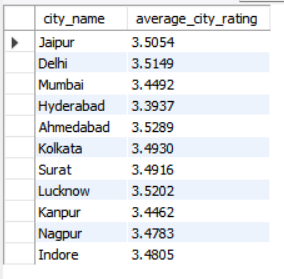 city_name average_city_rating
Jaipur 3.5054
Delhi 3.5149
Mumbai 3.4492
Hyderabad 3.3937
Ahmedabad 3.5289
Kolkata 3.4930
Surat 3.4916
Lucknow 3.5202
Kanpur 3.4462
Nagpur 3.4783
Indore 3.4805